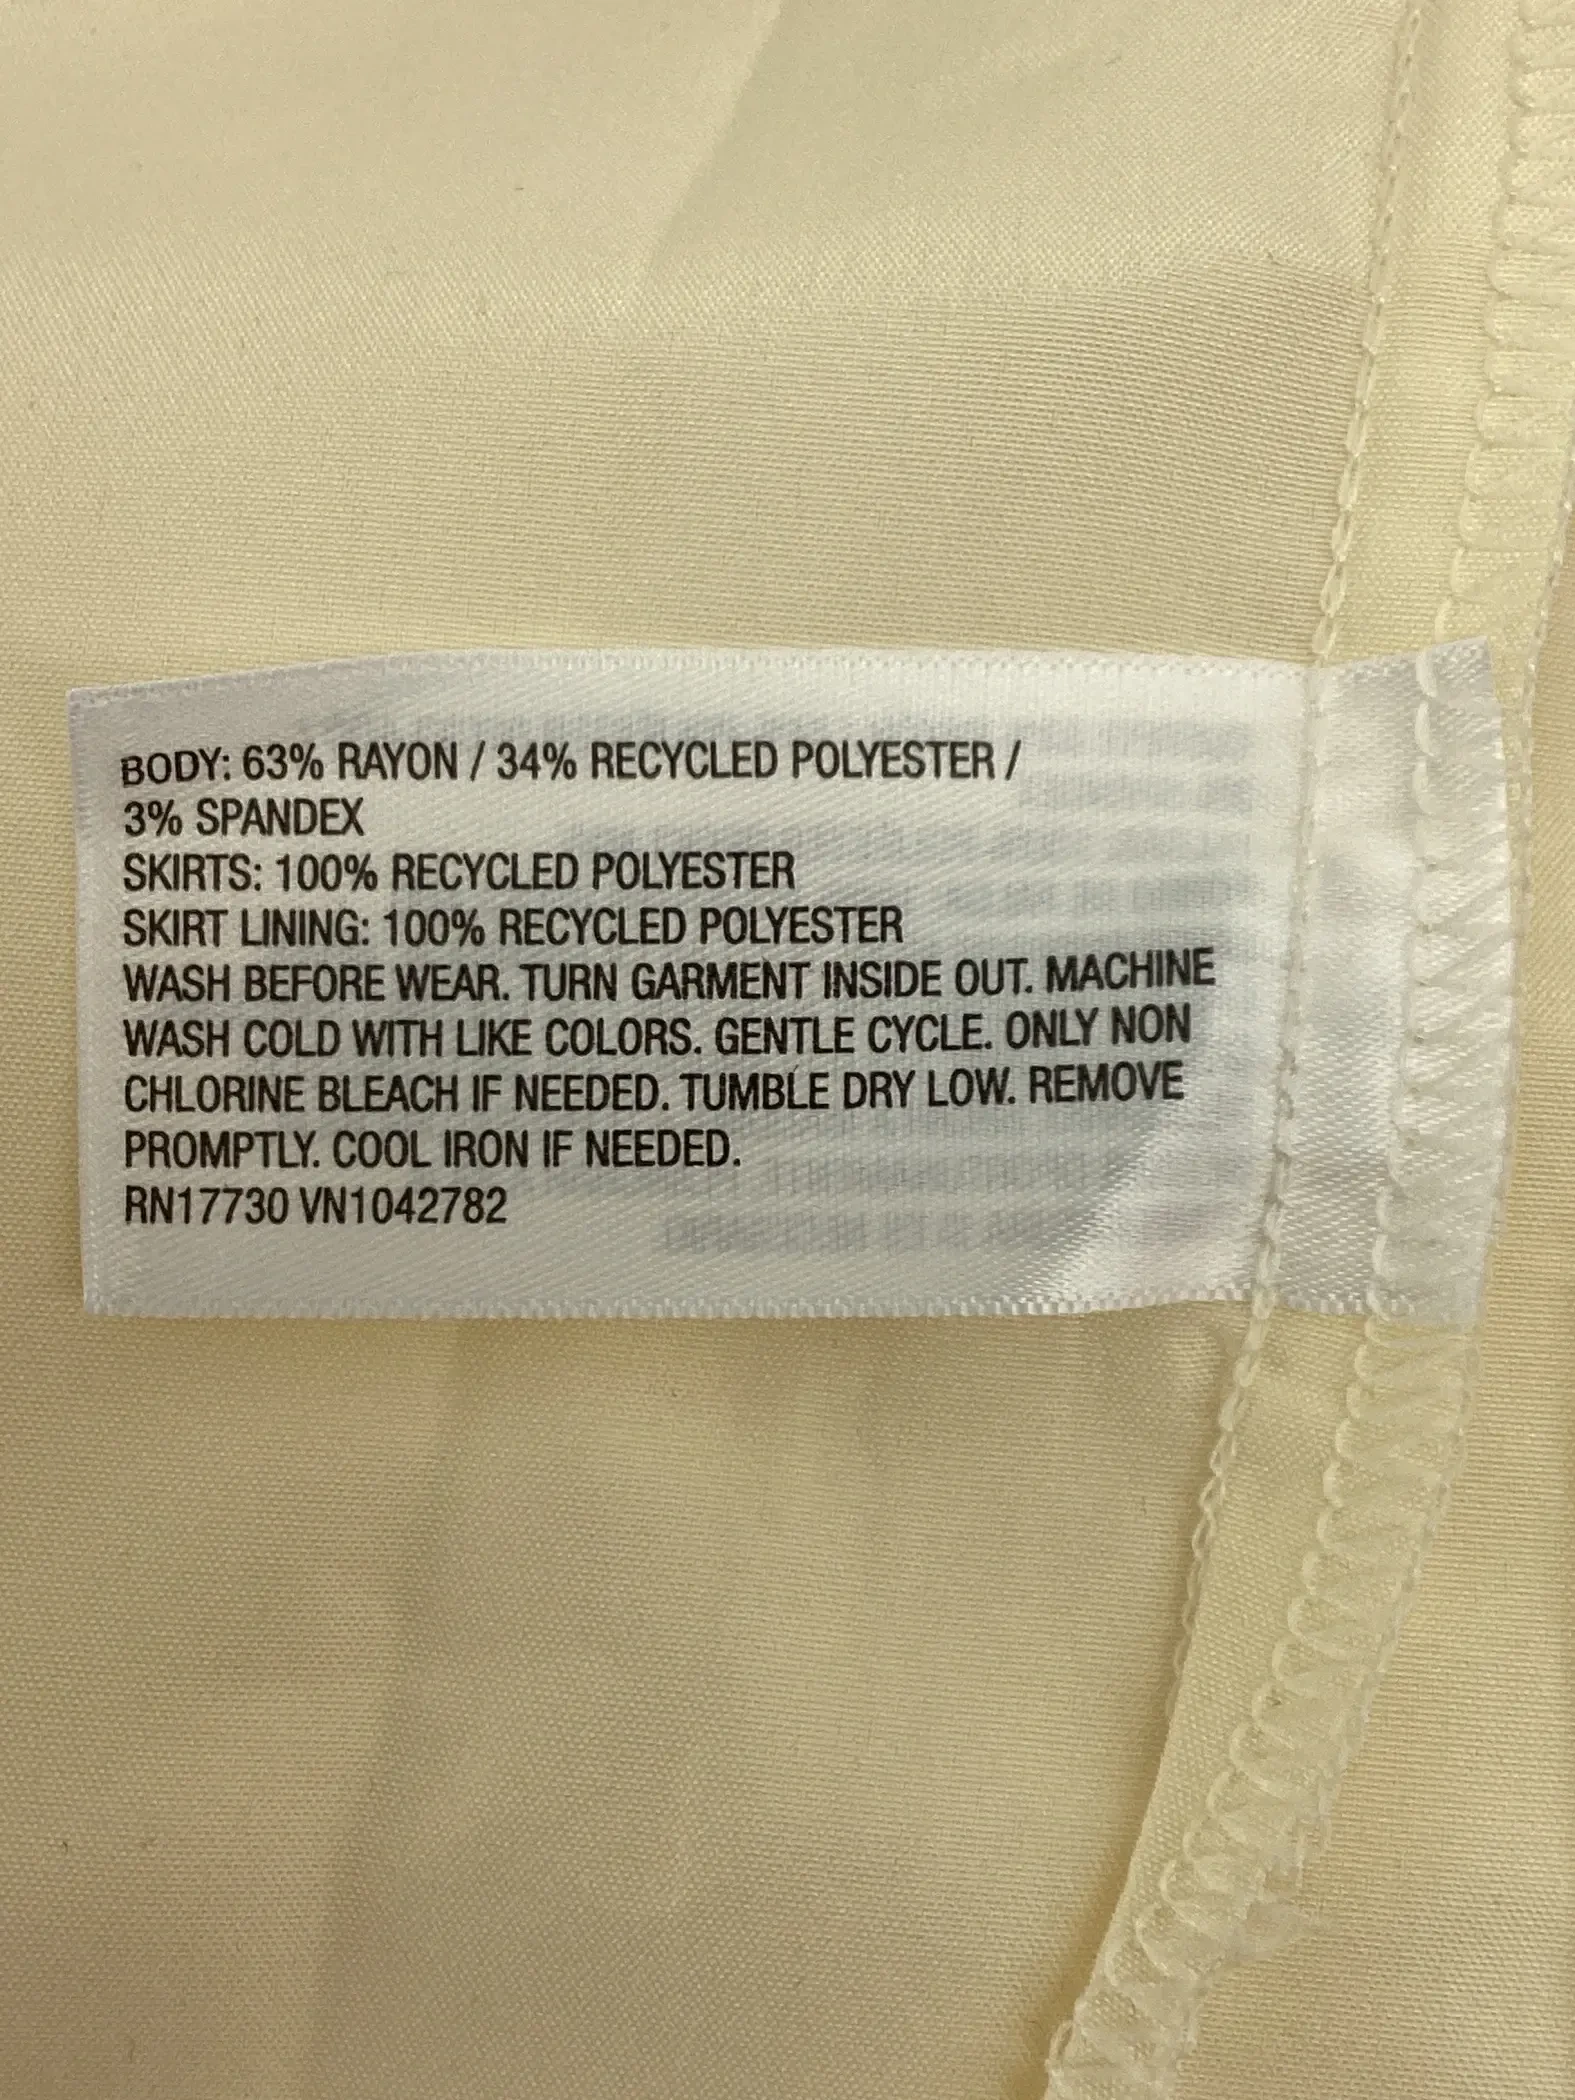 BODY: 63% RAYON / 34% RECYCLED POLYESTER /
3% SPANDEX
SKIRTS: 100% RECYCLED POLYESTER
SKIRT LINING: 100% RECYCLED POLYESTER
WASH BEFORE WEAR. TURN GARMENT INSIDE OUT. MACHINE
WASH COLD WITH LIKE COLORS. GENTLE CYCLE. ONLY NON
CHLORINE BLEACH IF NEEDED. TUMBLE DRY LOW. REMOVE
PROMPTLY. COOL IRON IF NEEDED.
RN17730 VN1042782